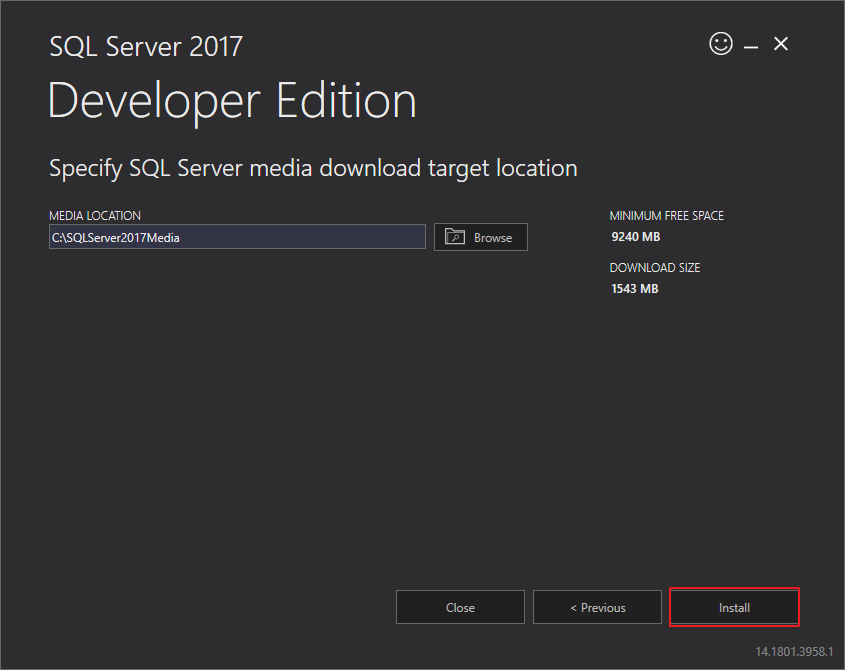 SQL Server 2017
Developer Edition
Specify SQL Server media download target location
MEDIA LOCATION
C:\SQLServer2017Media
Browse
MINIMUM FREE SPACE
9240 MB
DOWNLOAD SIZE
1543 MB
Close
< Previous
Install
14.1801.3958.1